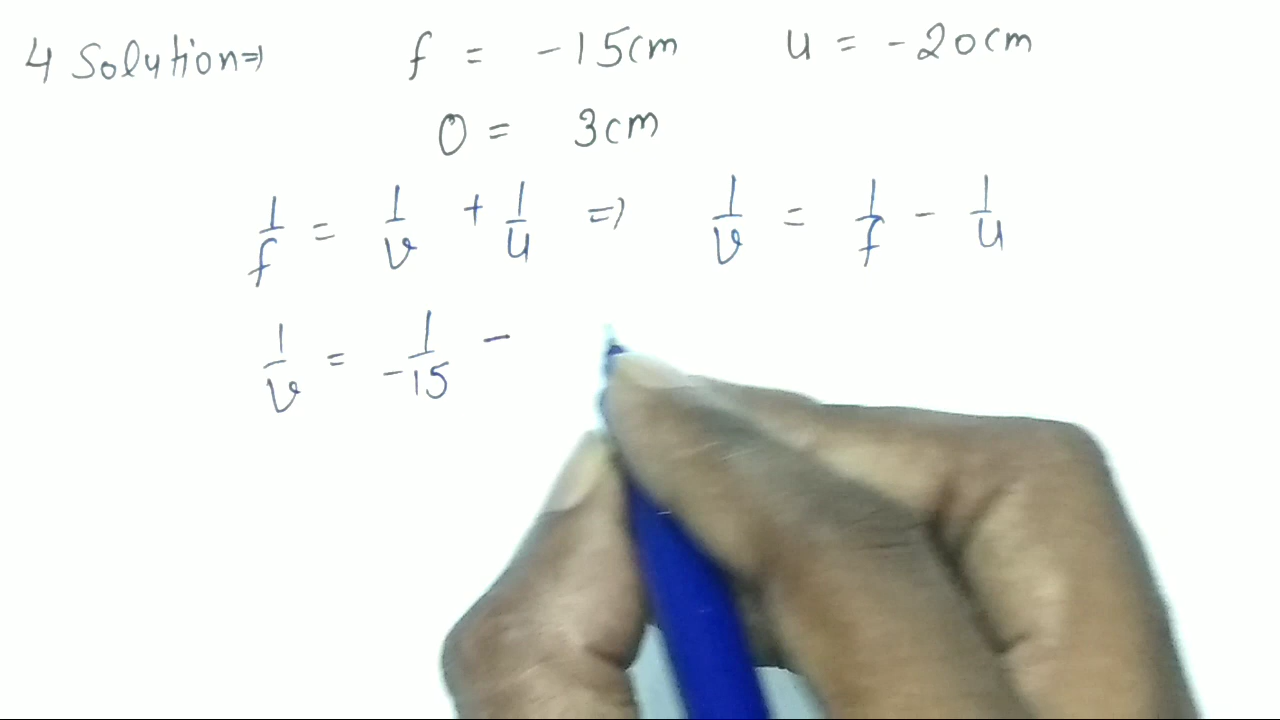 4 Solution⇒ f = -15cm u = -20cm
O = 3cm
1/f = 1/v + 1/u ⇒ 1/v = 1/f - 1/u
1/v = 1/-15 -